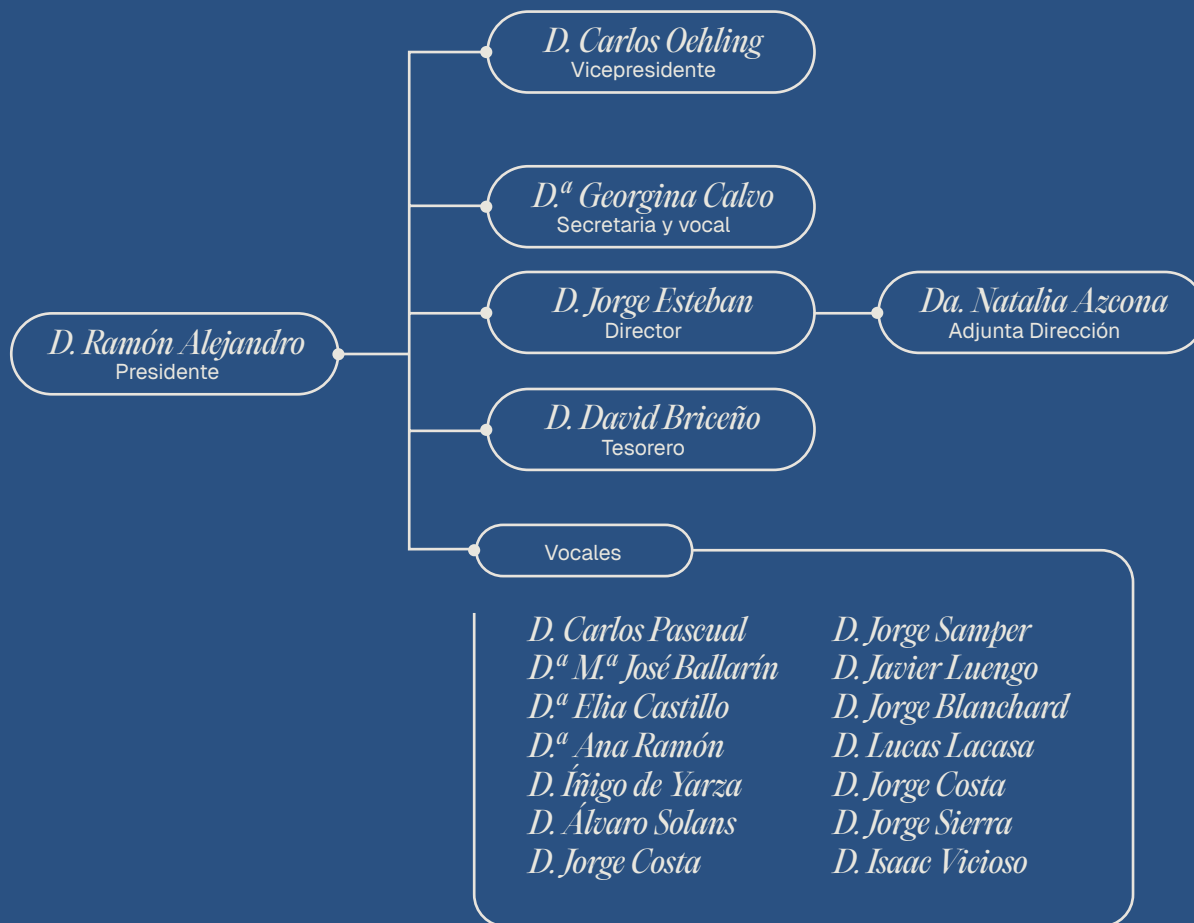 D. Carlos Oehling
Vicepresidente
D.ª Georgina Calvo
Secretaria y vocal
D. Jorge Esteban
Director
Da. Natalia Azcona
Adjunta Dirección
D. Ramón Alejandro
Presidente
D. David Briceño
Tesorero
Vocales
D. Carlos Pascual
D.ª M.ª José Ballarín
D.ª Elia Castillo
D.ª Ana Ramón
D. Íñigo de Yarza
D. Álvaro Solans
D. Jorge Costa
D. Jorge Samper
D. Javier Luengo
D. Jorge Blanchard
D. Lucas Lacasa
D. Jorge Costa
D. Jorge Sierra
D. Isaac Vicioso